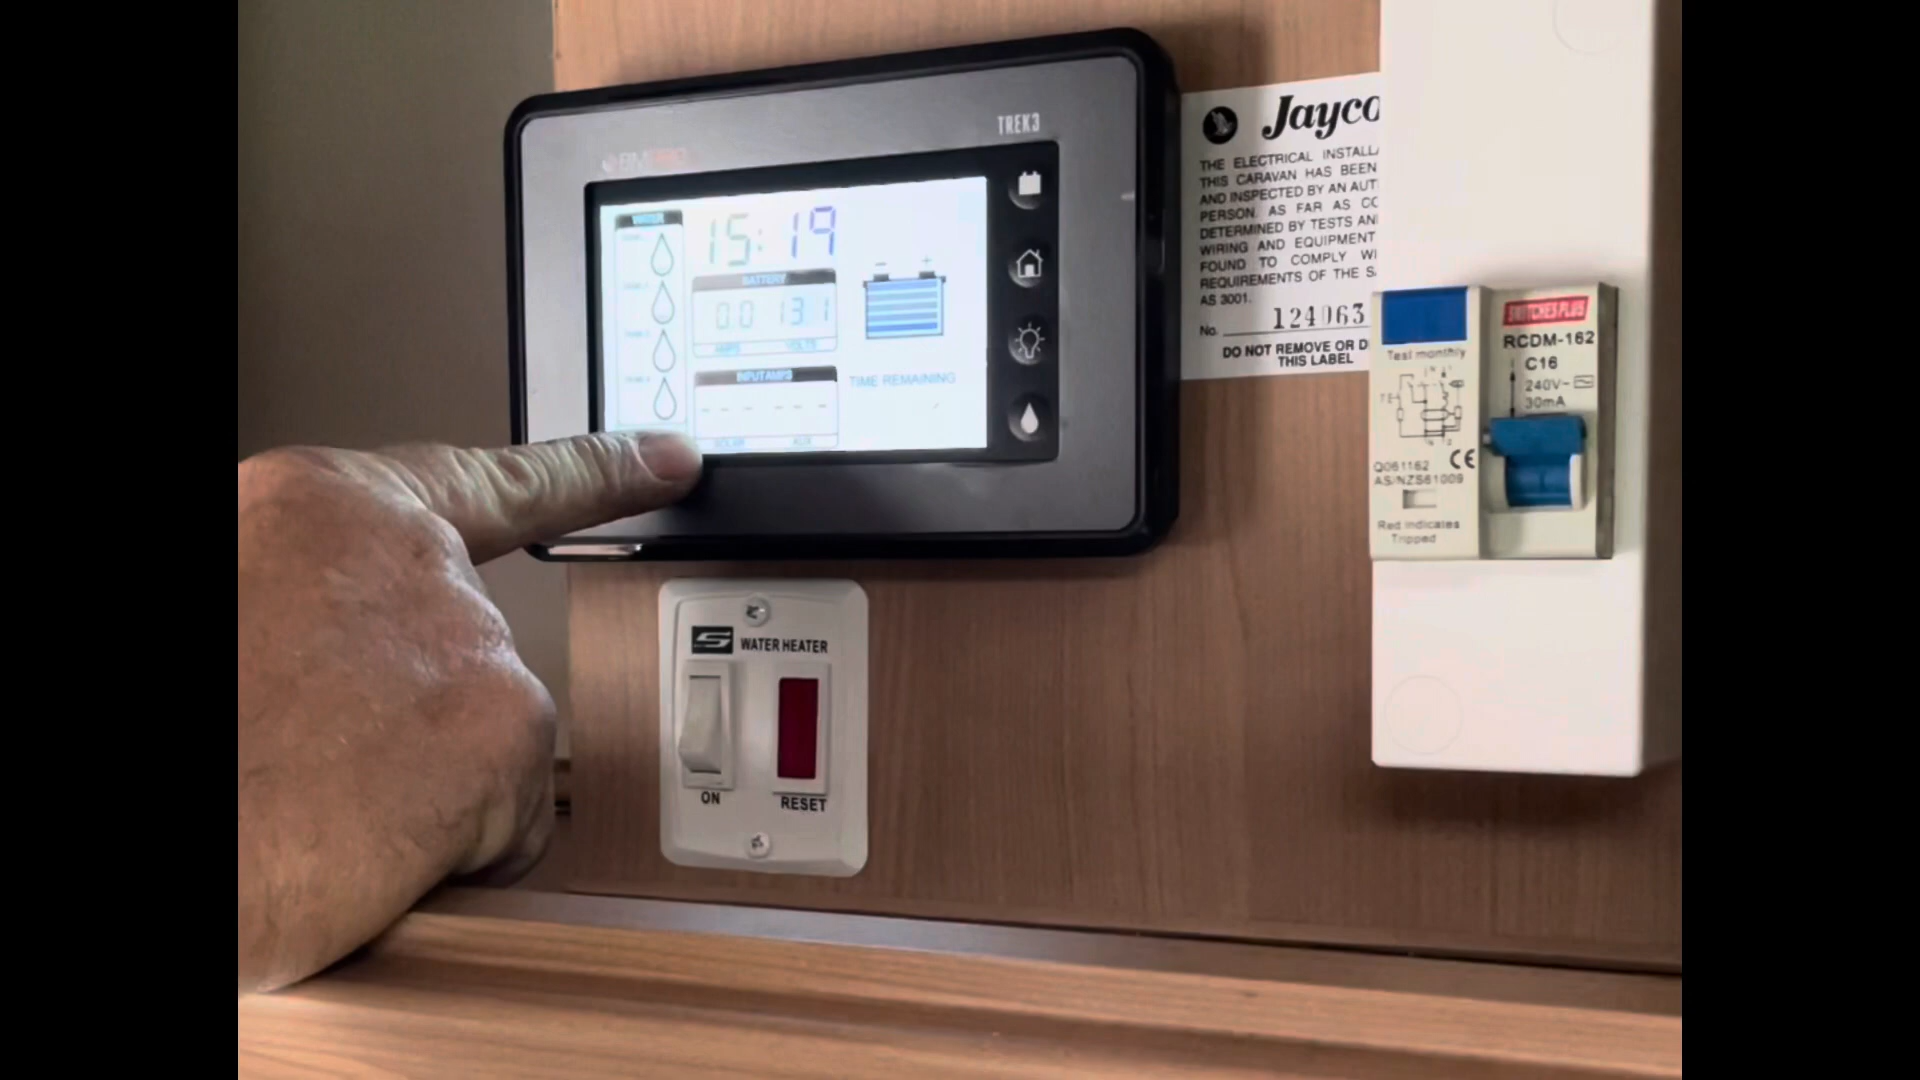 TREK3
BMPRO
WATER
15:19
BATTERY
0.0 13.1
AMPS VOLTS
INPUT AMPS
- - - - - -
SOLAR AUX
TIME REMAINING
Jayco
THE ELECTRICAL INSTALLA
THIS CARAVAN HAS BEEN
AND INSPECTED BY AN AUT
PERSON. AS FAR AS CO
DETERMINED BY TESTS AN
WIRING AND EQUIPMENT
FOUND TO COMPLY WI
REQUIREMENTS OF THE S
AS 3001.
No. 124063
DO NOT REMOVE OR D
THIS LABEL
Test monthly
Q061162
AS/NZS61009
CE
Red indicates
Tripped
SWITCHES PLUS
RCDM-162
C16
240V~
30mA
WATER HEATER
ON RESET